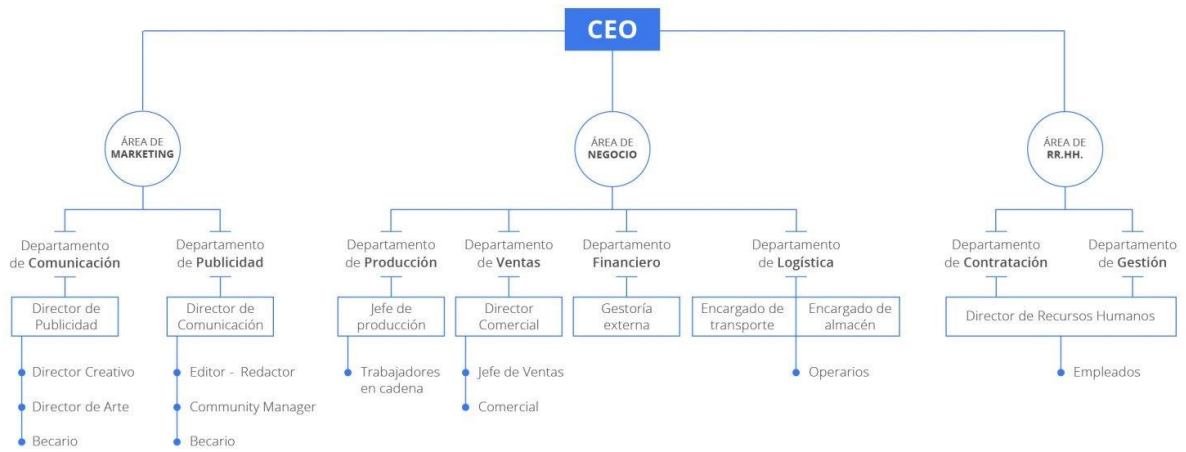 CEO
ÁREA DE
MARKETING
ÁREA DE
NEGOCIO
ÁREA DE
RR.HH.
Departamento
de Comunicación
Departamento
de Publicidad
Departamento
de Producción
Departamento
de Ventas
Departamento
Financiero
Departamento
de Logística
Departamento
de Contratación
Departamento
de Gestión
Director de
Publicidad
Director de
Comunicación
Jefe de
producción
Director
Comercial
Gestoría
externa
Encargado de
transporte
Encargado de
almacén
Director de Recursos Humanos
Director Creativo
Director de Arte
Becario
Editor - Redactor
Community Manager
Becario
Trabajadores
en cadena
Jefe de Ventas
Comercial
Operarios
Empleados